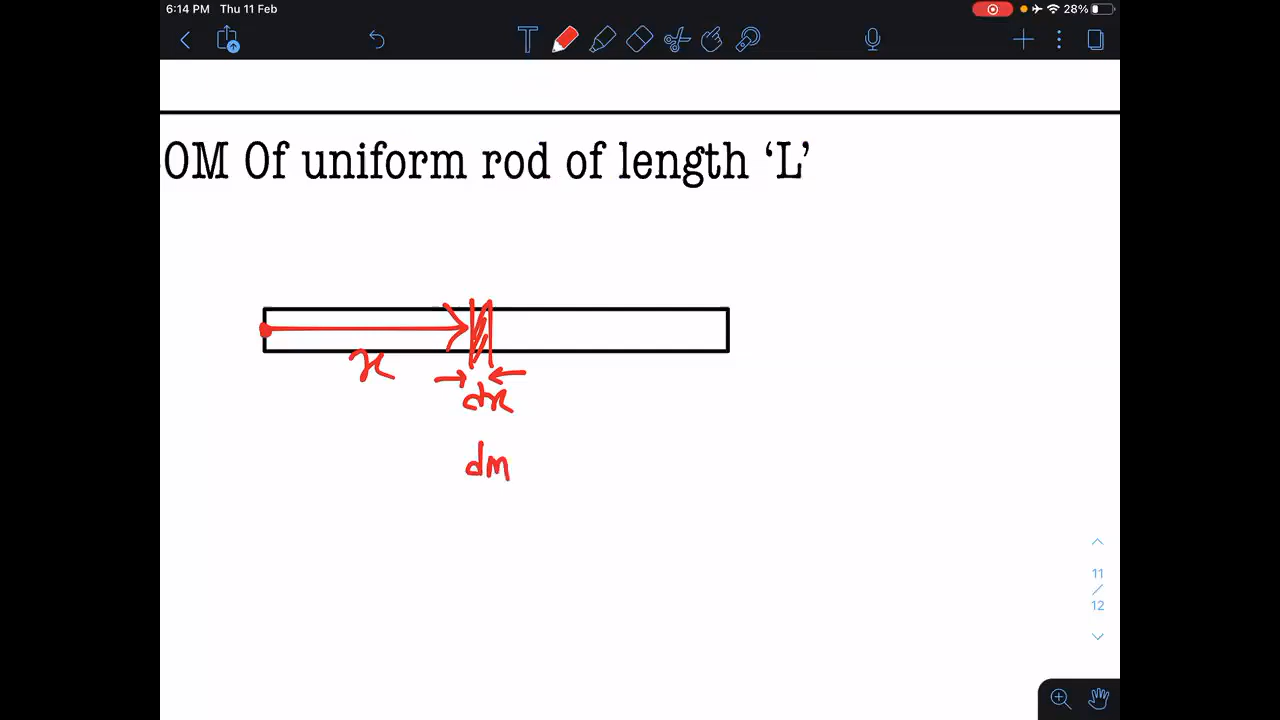 6:14 PM Thu 11 Feb
28%
OM Of uniform rod of length ‘L’
x
dx
dm
11
/
12